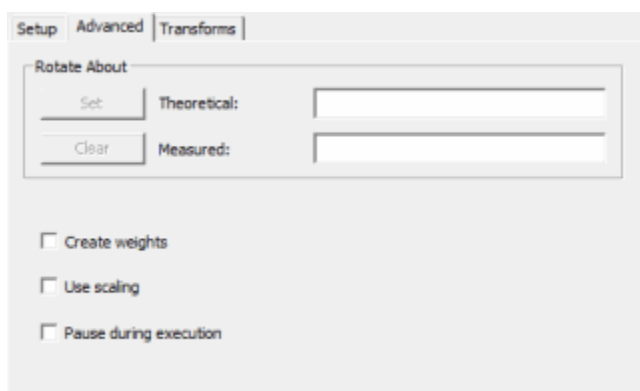 Setup Advanced Transforms
Rotate About
Set Theoretical:
Clear Measured:
Create weights
Use scaling
Pause during execution